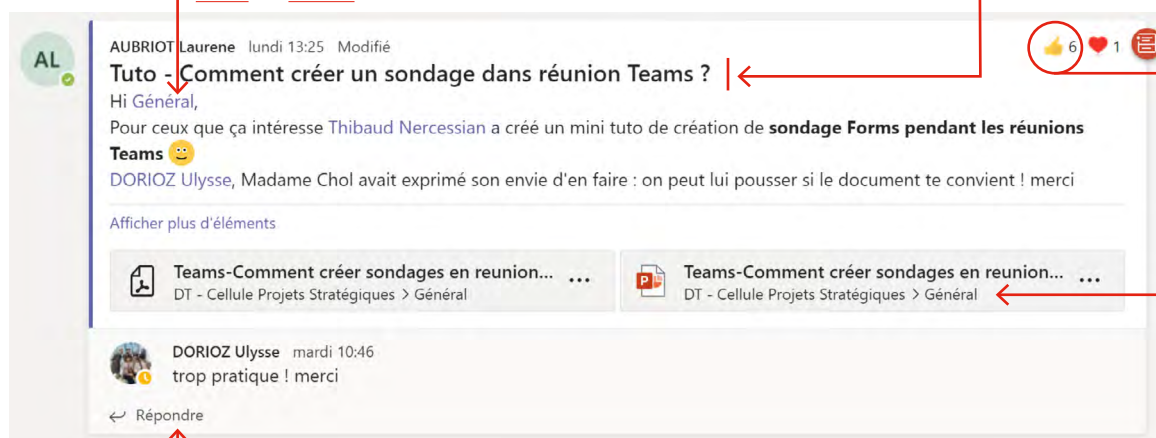 AL
AUBRIOT Laurene lundi 13:25 Modifié
6 1
Tuto - Comment créer un sondage dans réunion Teams ?
Hi Général,
Pour ceux que ça intéresse Thibaud Nercessian a créé un mini tuto de création de sondage Forms pendant les réunions
Teams
DORIOZ Ulysse, Madame Chol avait exprimé son envie d'en faire : on peut lui pousser si le document te convient ! merci
Afficher plus d'éléments
Teams-Comment créer sondages en reunion... ...
DT - Cellule Projets Stratégiques > Général
Teams-Comment créer sondages en reunion... ...
DT - Cellule Projets Stratégiques > Général
DORIOZ Ulysse mardi 10:46
trop pratique ! merci
Répondre